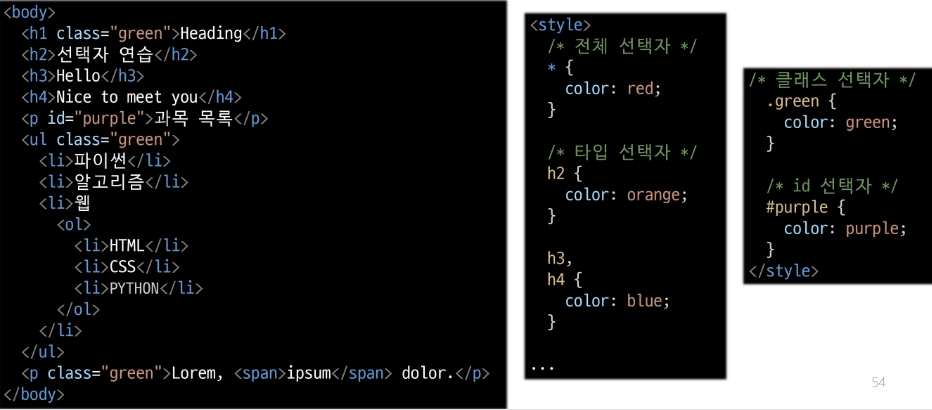 <body>
  <h1 class="green">Heading</h1>
  <h2>선택자 연습</h2>
  <h3>Hello</h3>
  <h4>Nice to meet you</h4>
  <p id="purple">과목 목록</p>
  <ul class="green">
    <li>파이썬</li>
    <li>알고리즘</li>
    <li>웹
      <ol>
        <li>HTML</li>
        <li>CSS</li>
        <li>PYTHON</li>
      </ol>
    </li>
  </ul>
  <p class="green">Lorem, <span>ipsum</span> dolor.</p>
</body>
<style>
  /* 전체 선택자 */
  * {
    color: red;
  }

  /* 타입 선택자 */
  h2 {
    color: orange;
  }

  h3,
  h4 {
    color: blue;
  }

...
/* 클래스 선택자 */
  .green {
    color: green;
  }

  /* id 선택자 */
  #purple {
    color: purple;
  }
</style>
54